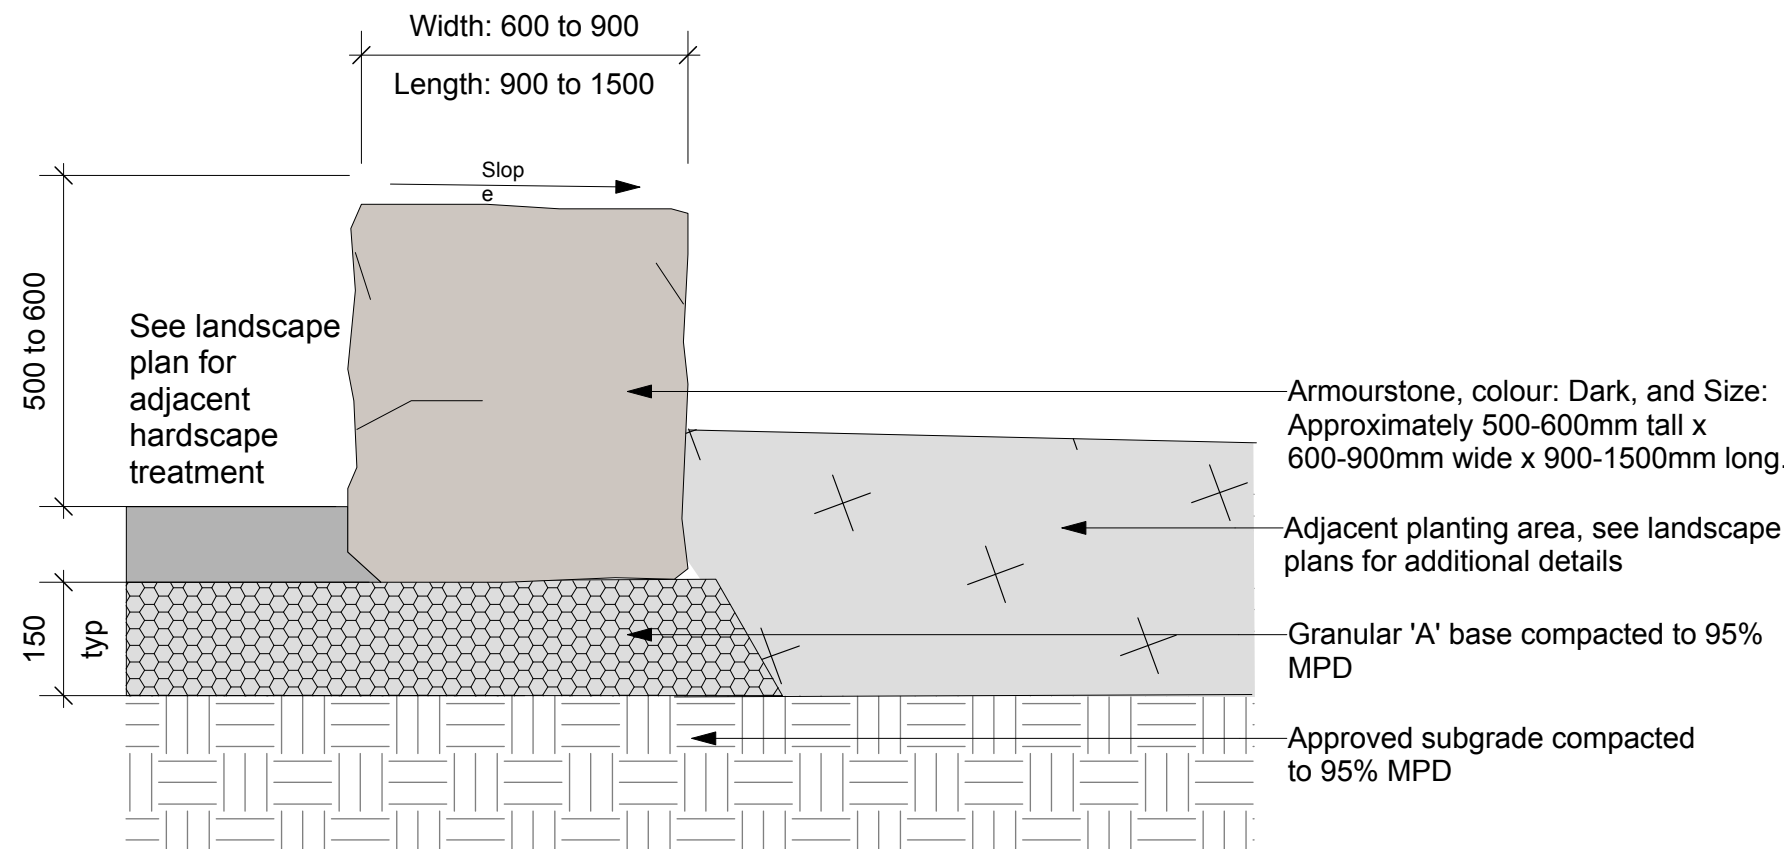 Width: 600 to 900
Length: 900 to 1500
Slop
e
500 to 600
See landscape
plan for
adjacent
hardscape
treatment
Armourstone, colour: Dark, and Size:
Approximately 500-600mm tall x
600-900mm wide x 900-1500mm long.
Adjacent planting area, see landscape
plans for additional details
150
typ
Granular 'A' base compacted to 95%
MPD
Approved subgrade compacted
to 95% MPD